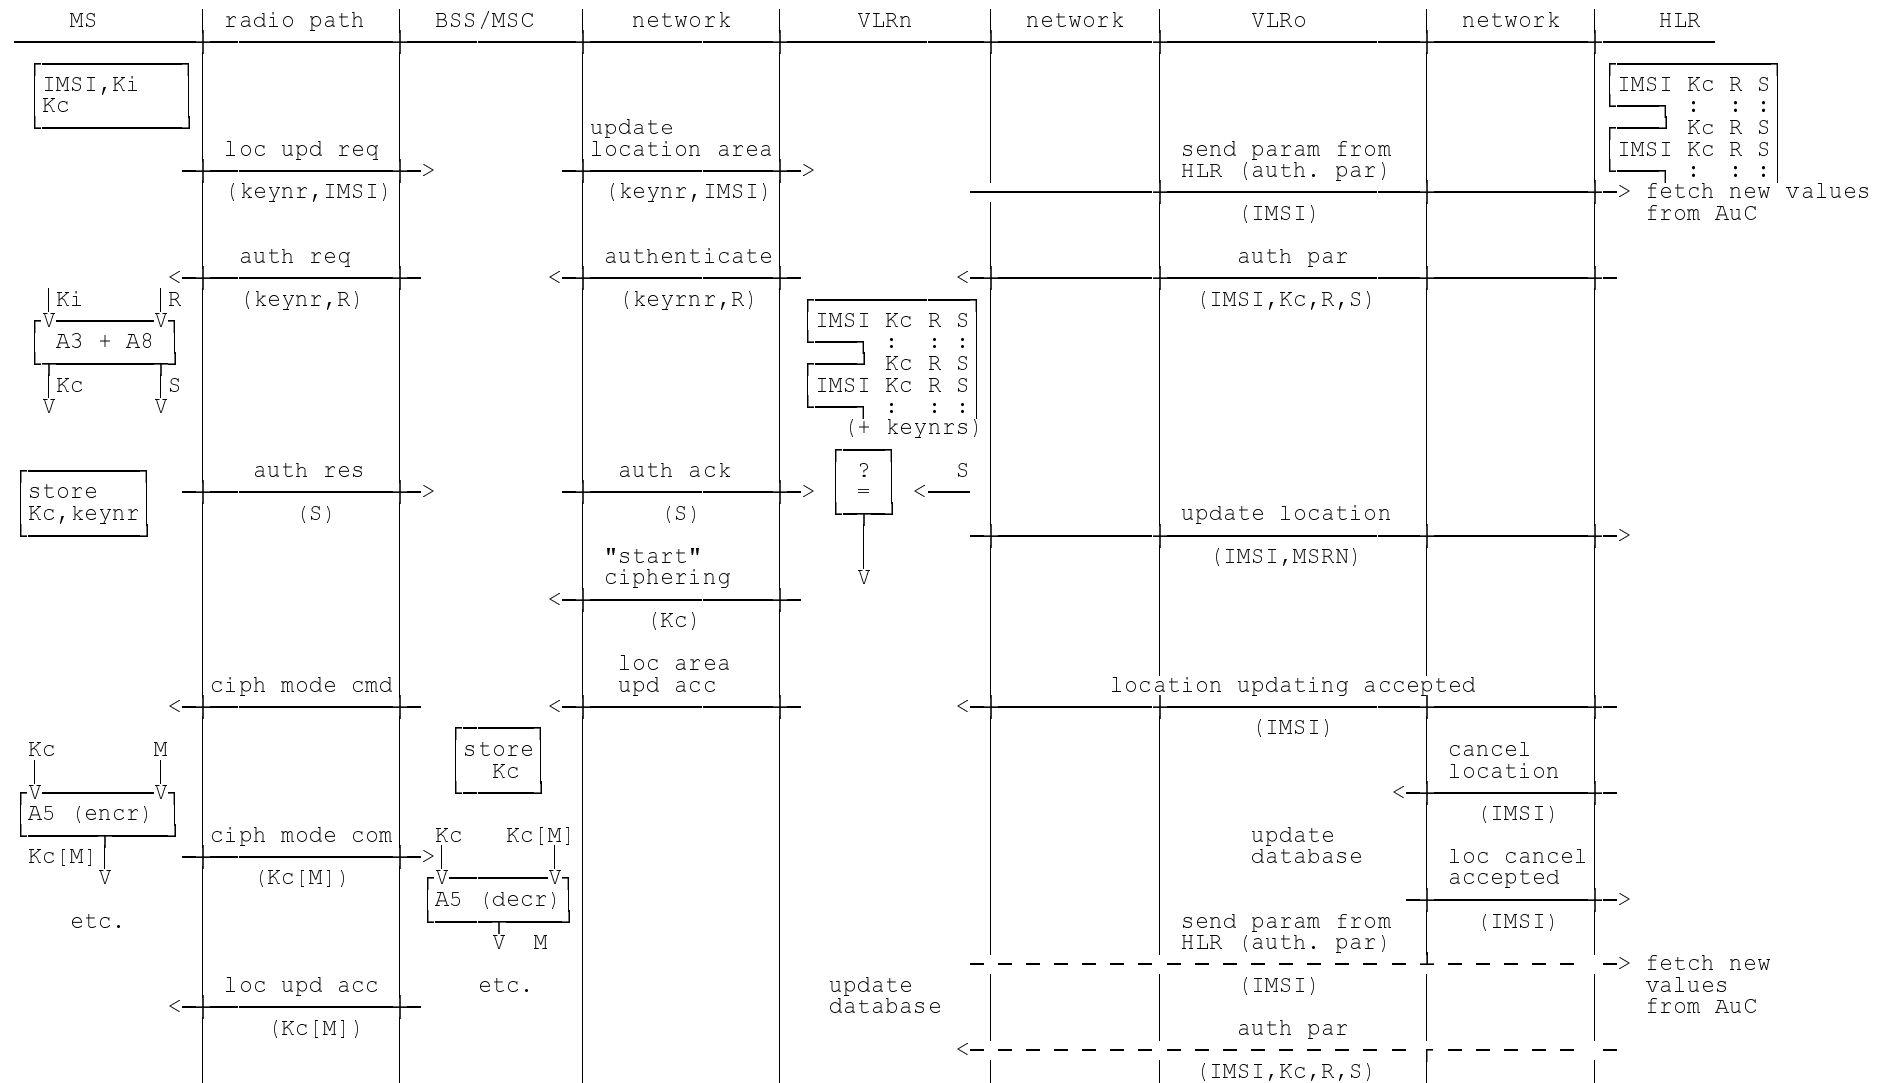 MS radio path BSS/MSC network VLRn network VLRo network HLR
IMSI,Ki IMSI Kc R S
Kc : : :
update Kc R S
loc upd req location area send param from IMSI Kc R S
HLR (auth. par) : : :
(keynr,IMSI) (keynr,IMSI) > fetch new values
(IMSI) from AuC
auth req authenticate auth par
Ki R (keynr,R) (keyrnr,R) (IMSI,Kc,R,S)
IMSI Kc R S
A3 + A8 : : :
Kc R S
Kc S IMSI Kc R S
: : :
(+ keynrs)
auth res auth ack ? S
store =
Kc,keynr (S) (S) update location
"start" (IMSI,MSRN)
ciphering
(Kc)
loc area
ciph mode cmd upd acc location updating accepted
store (IMSI)
Kc M cancel
Kc location
A5 (encr) (IMSI)
ciph mode com Kc Kc[M] update
Kc[M] database loc cancel
(Kc[M]) accepted
A5 (decr)
etc. send param from (IMSI)
M HLR (auth. par)
> fetch new
loc upd acc etc. update (IMSI) values
database from AuC
(Kc[M]) auth par
(IMSI,Kc,R,S)